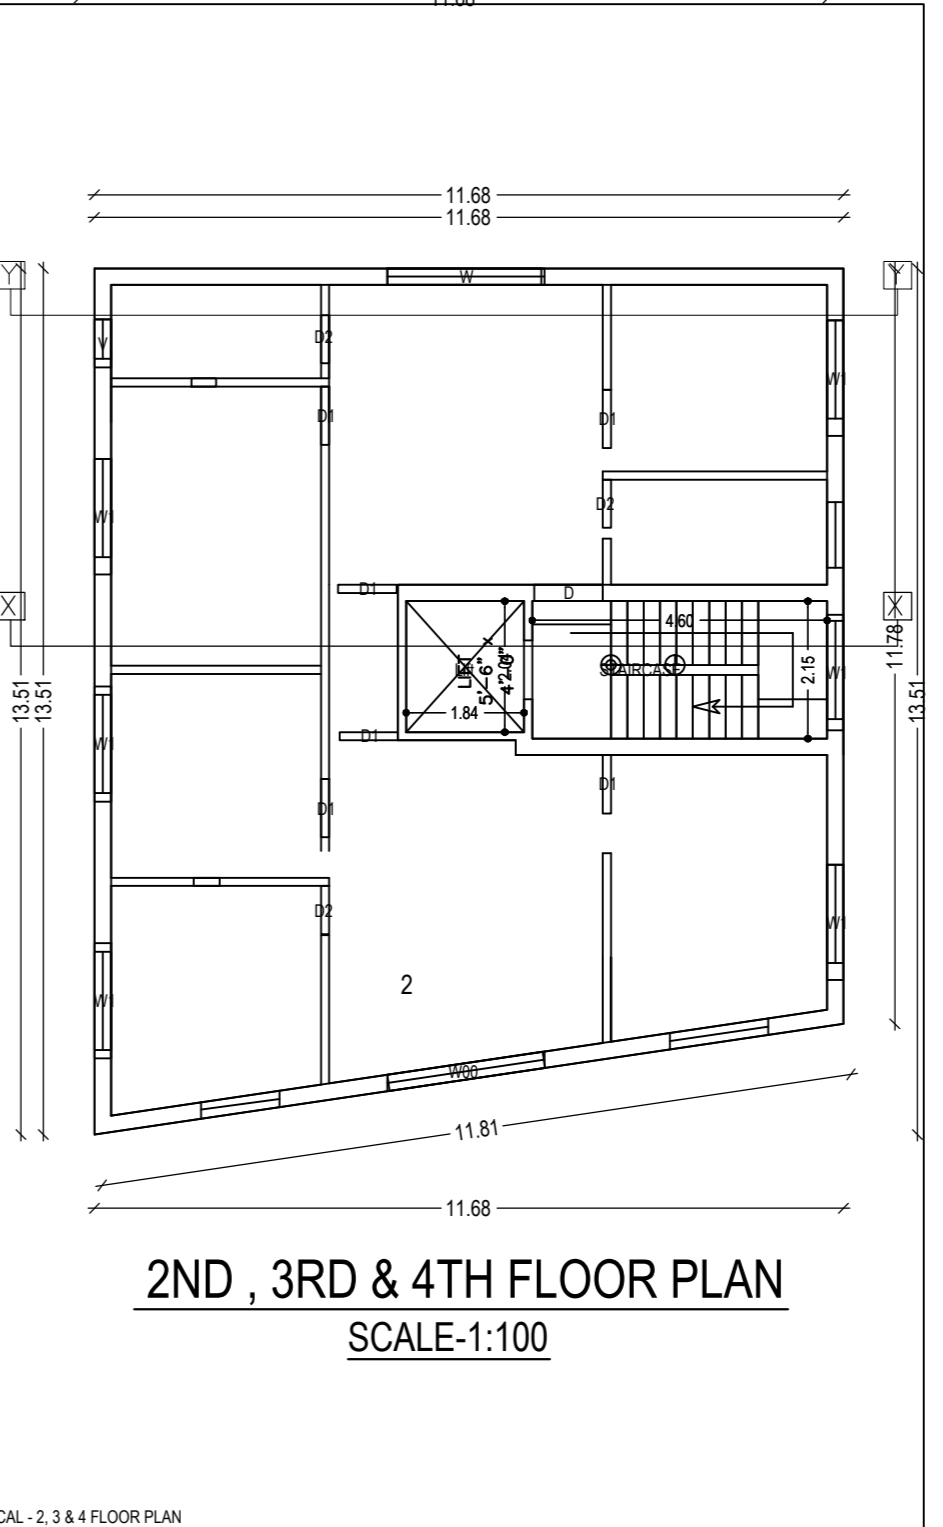 11.68
11.68
Y
Y
W
V
D2
W1
D1
D1
W1
D2
X
X
D1
D
4.60
11.78
LIFT
5'-6" x
2.04
STAIRCASE
2.15
W1
13.51
13.51
13.51
1.84
D1
W1
D1
D1
D2
W1
2
W1
W00
11.81
11.68
2ND , 3RD & 4TH FLOOR PLAN
SCALE-1:100
CAL - 2, 3 & 4 FLOOR PLAN